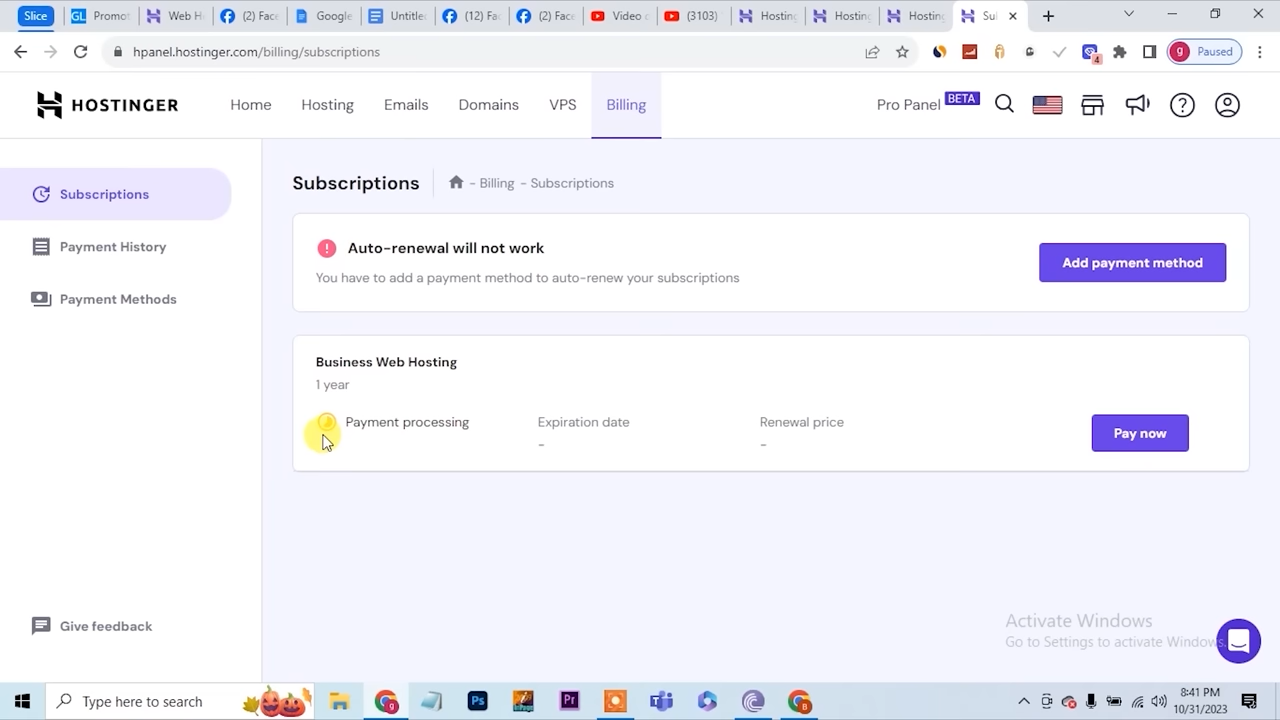 Slice
GL Promot
Web H
(2) Face
Google
Untitle
(12) Fa
(2) Face
Video c
(3103)
Hosting
Hosting
Hosting
Su
hpanel.hostinger.com/billing/subscriptions
4
g Paused
HOSTINGER
Home
Hosting
Emails
Domains
VPS
Billing
Pro Panel BETA
Subscriptions
Payment History
Payment Methods
Give feedback
Subscriptions
- Billing - Subscriptions
Auto-renewal will not work
You have to add a payment method to auto-renew your subscriptions
Add payment method
Business Web Hosting
1 year
Payment processing
Expiration date
-
Renewal price
-
Pay now
Activate Windows
Go to Settings to activate Windows.
Type here to search
Ps
Pr
8:41 PM
10/31/2023